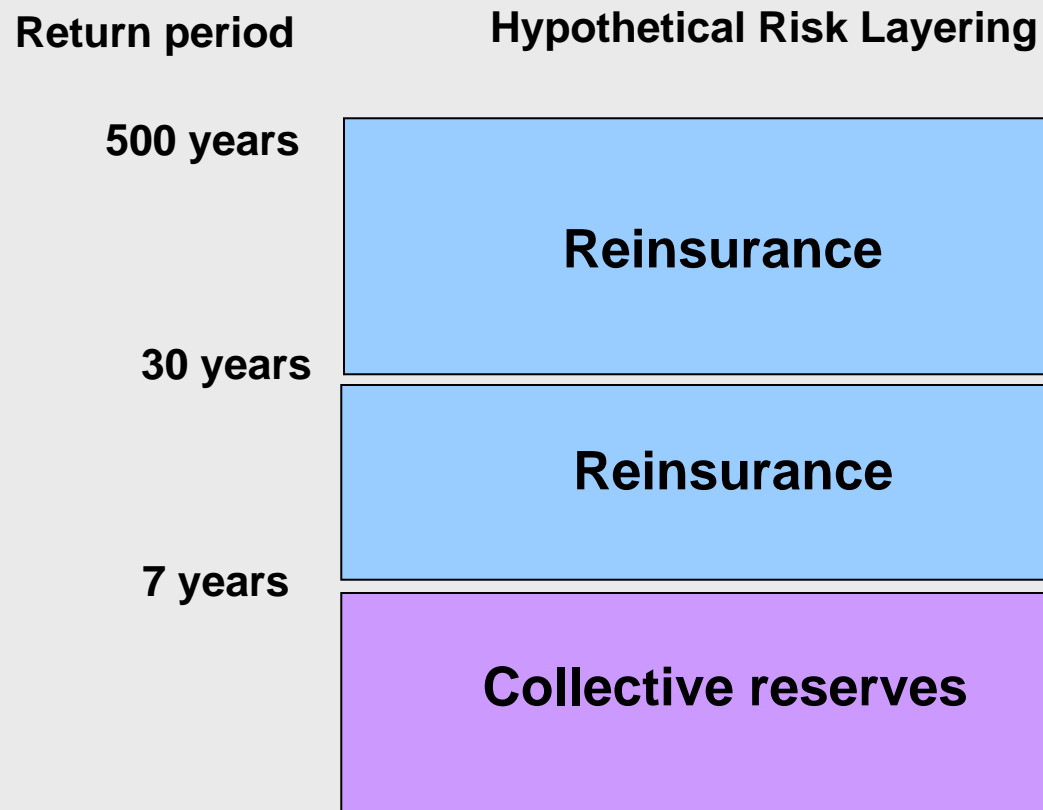 Return period
Hypothetical Risk Layering
500 years
Reinsurance
30 years
Reinsurance
7 years
Collective reserves